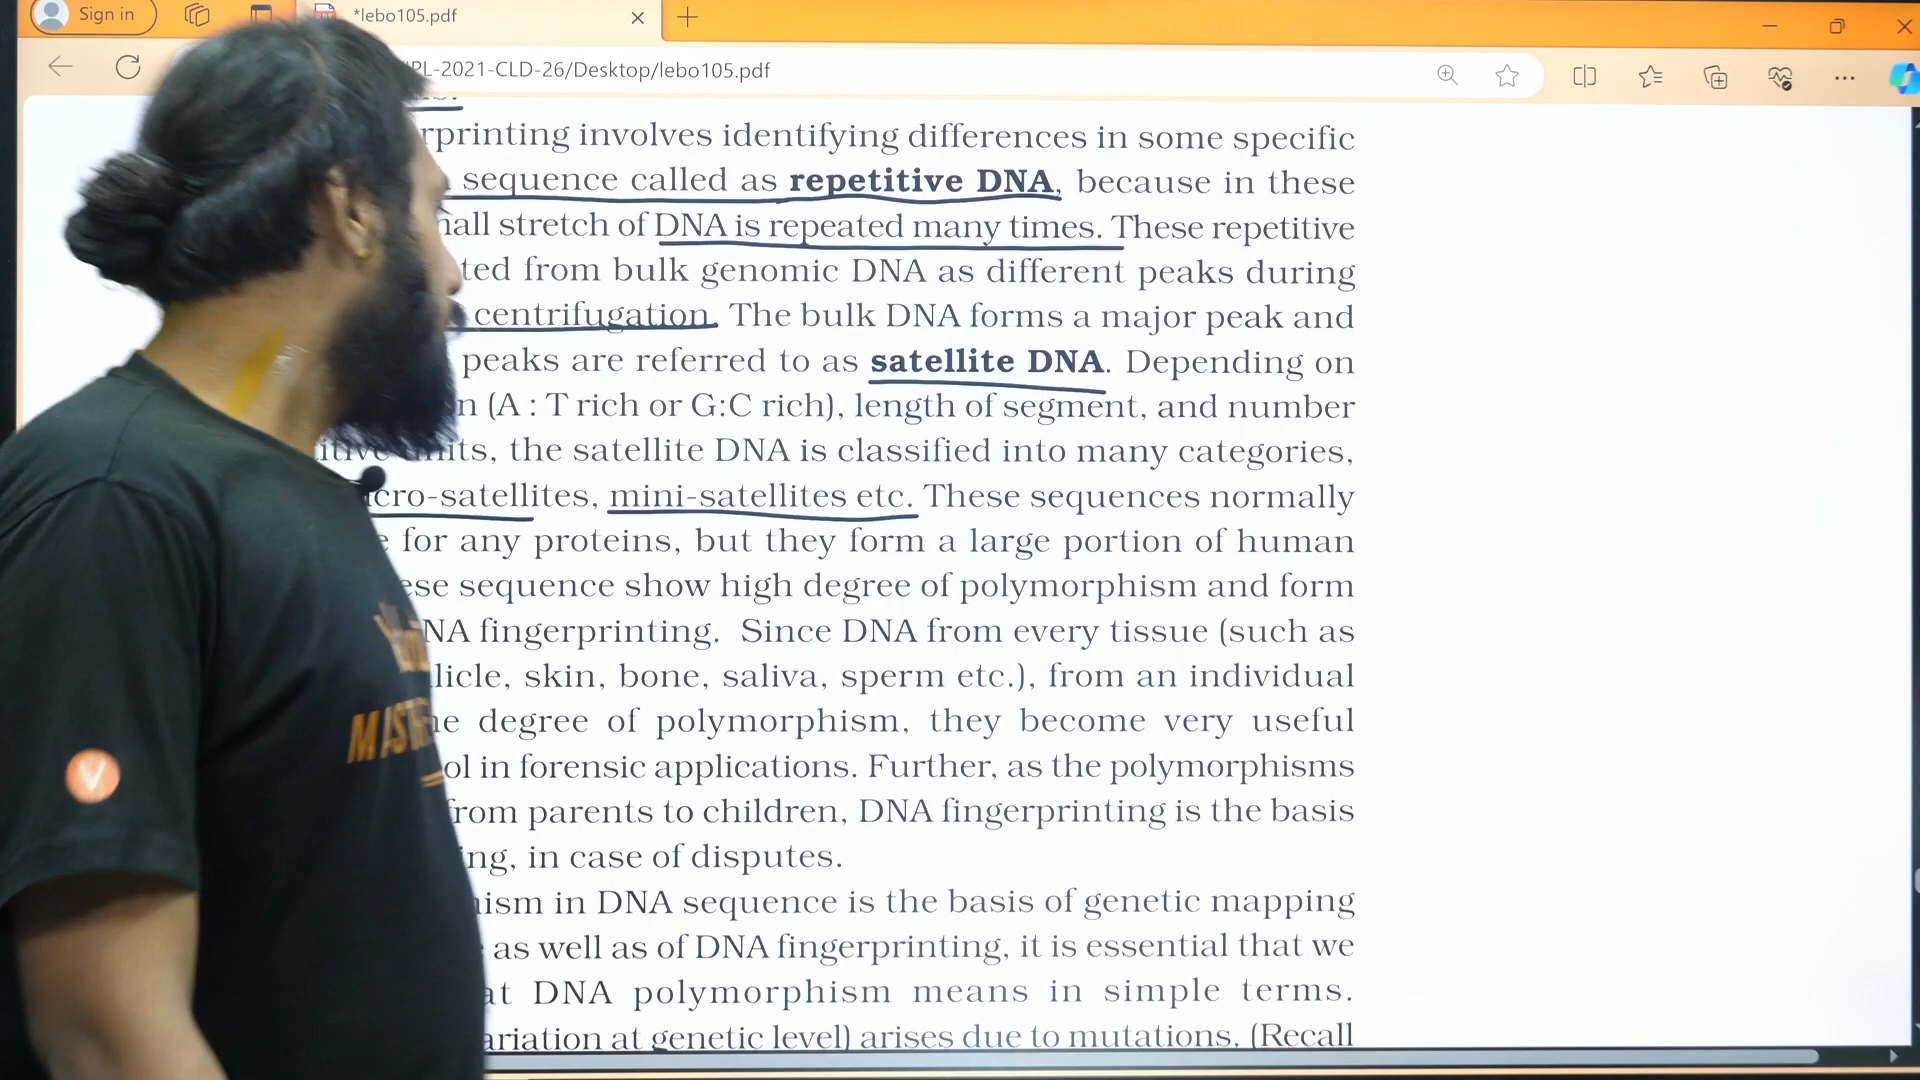 Sign in
*lebo105.pdf
PL-2021-CLD-26/Desktop/lebo105.pdf
rprinting involves identifying differences in some specific
sequence called as repetitive DNA, because in these
all stretch of DNA is repeated many times. These repetitive
ted from bulk genomic DNA as different peaks during
centrifugation. The bulk DNA forms a major peak and
peaks are referred to as satellite DNA. Depending on
n (A : T rich or G:C rich), length of segment, and number
itive units, the satellite DNA is classified into many categories,
cro-satellites, mini-satellites etc. These sequences normally
e for any proteins, but they form a large portion of human
ese sequence show high degree of polymorphism and form
NA fingerprinting. Since DNA from every tissue (such as
licle, skin, bone, saliva, sperm etc.), from an individual
e degree of polymorphism, they become very useful
ol in forensic applications. Further, as the polymorphisms
from parents to children, DNA fingerprinting is the basis
ng, in case of disputes.
ism in DNA sequence is the basis of genetic mapping
as well as of DNA fingerprinting, it is essential that we
at DNA polymorphism means in simple terms.
ariation at genetic level) arises due to mutations. (Recall
V